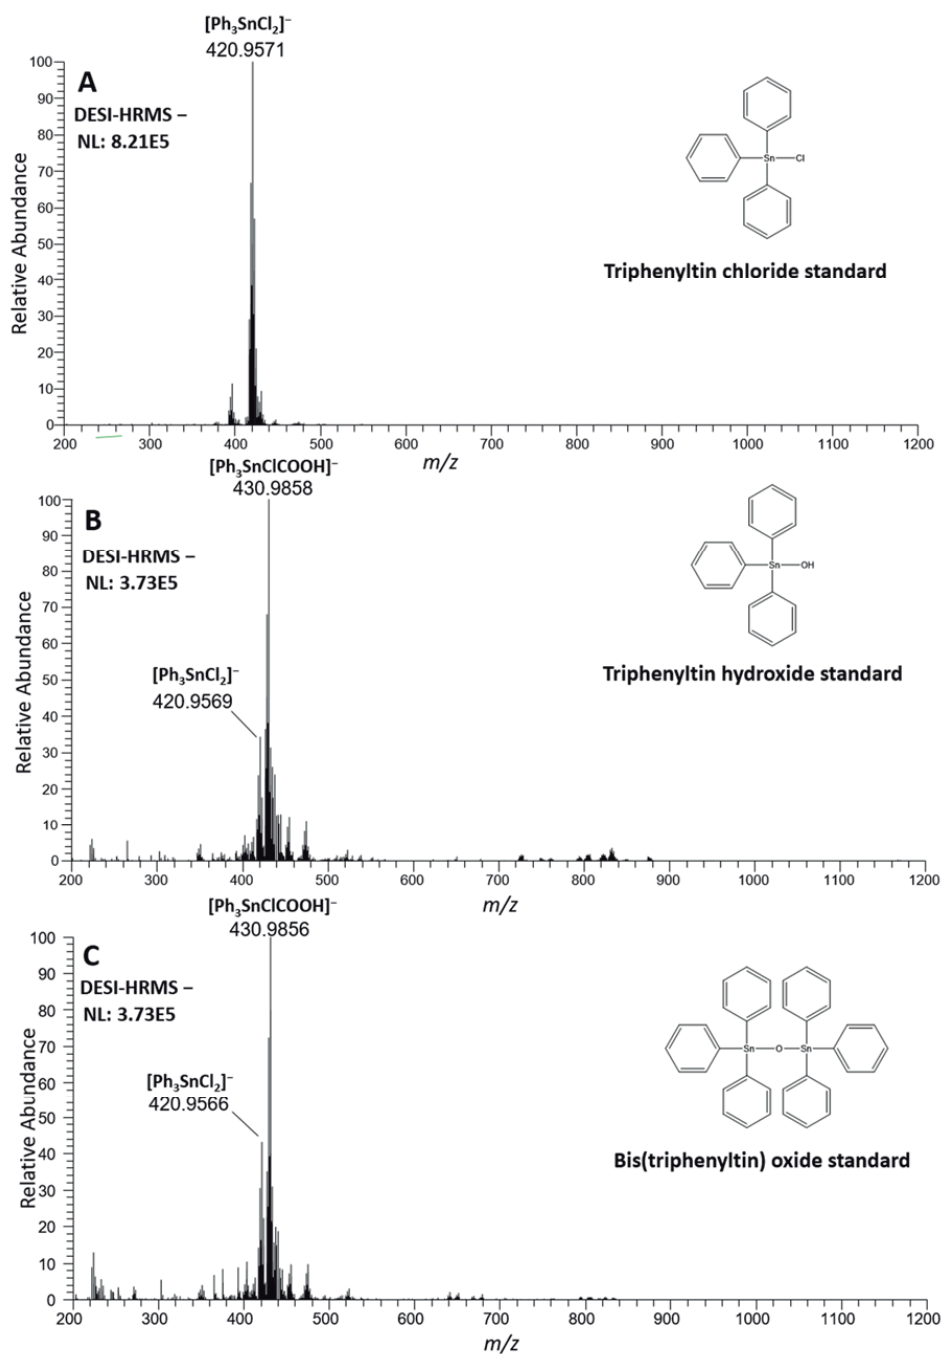 [Ph₃SnCl₂]⁻
420.9571
A
DESI-HRMS –
NL: 8.21E5
100
90
80
70
60
50
40
30
20
10
0
Relative Abundance
Sn
Cl
Triphenyltin chloride standard
200 300 400 500 600 700 800 900 1000 1100 1200
m/z
[Ph₃SnClCOOH]⁻
430.9858
B
DESI-HRMS –
NL: 3.73E5
100
90
80
70
60
50
40
30
20
10
0
Relative Abundance
[Ph₃SnCl₂]⁻
420.9569
Sn
OH
Triphenyltin hydroxide standard
200 300 400 500 600 700 800 900 1000 1100 1200
m/z
[Ph₃SnClCOOH]⁻
430.9856
C
DESI-HRMS –
NL: 3.73E5
100
90
80
70
60
50
40
30
20
10
0
Relative Abundance
[Ph₃SnCl₂]⁻
420.9566
Sn
O
Sn
Bis(triphenyltin) oxide standard
200 300 400 500 600 700 800 900 1000 1100 1200
m/z